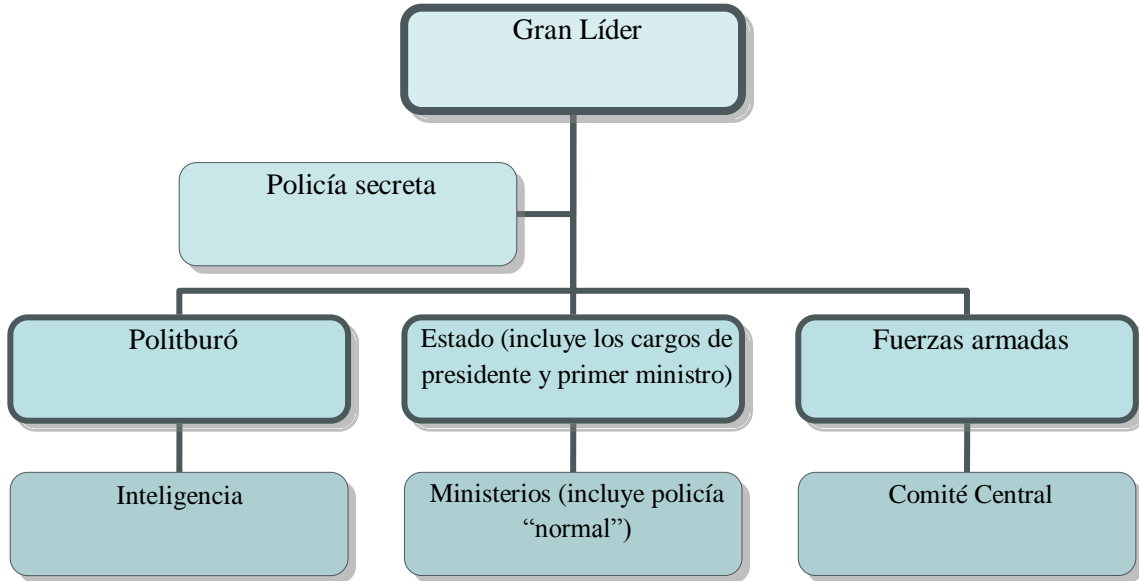 Gran Líder
Policía secreta
Politburó
Estado (incluye los cargos de
presidente y primer ministro)
Fuerzas armadas
Inteligencia
Ministerios (incluye policía
“normal”)
Comité Central